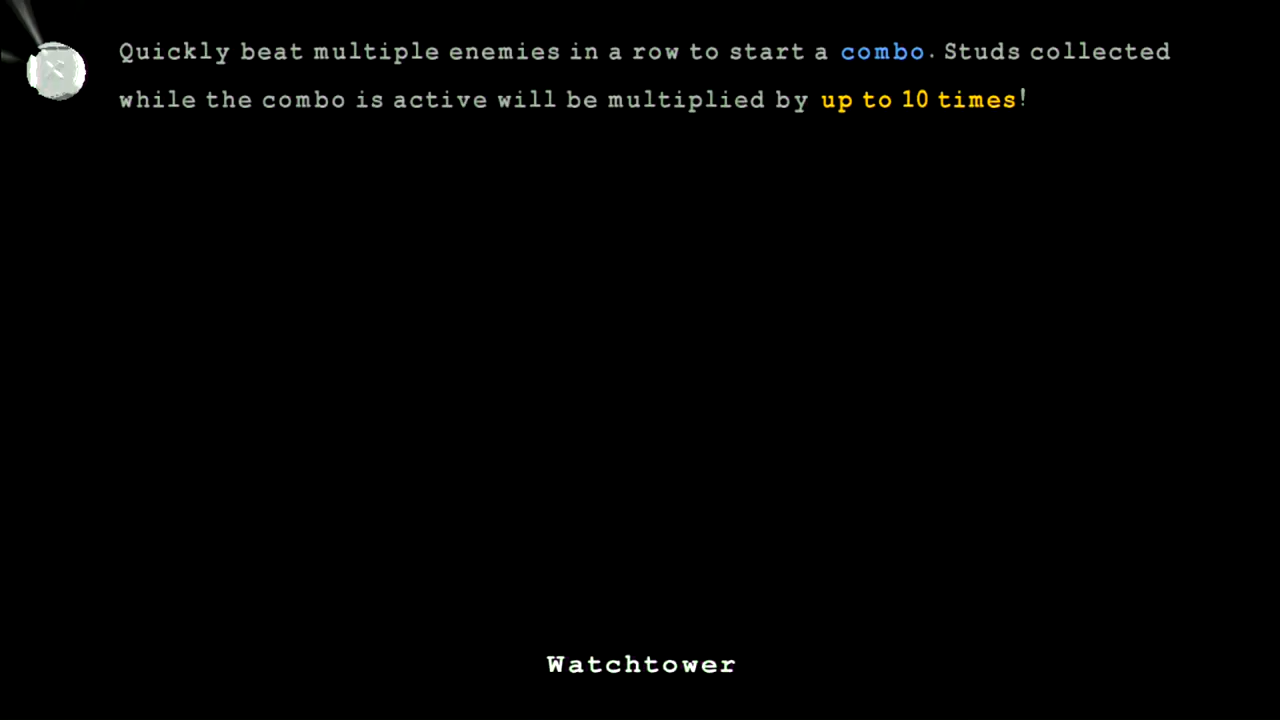 Quickly beat multiple enemies in a row to start a combo. Studs collected
while the combo is active will be multiplied by up to 10 times!
Watchtower